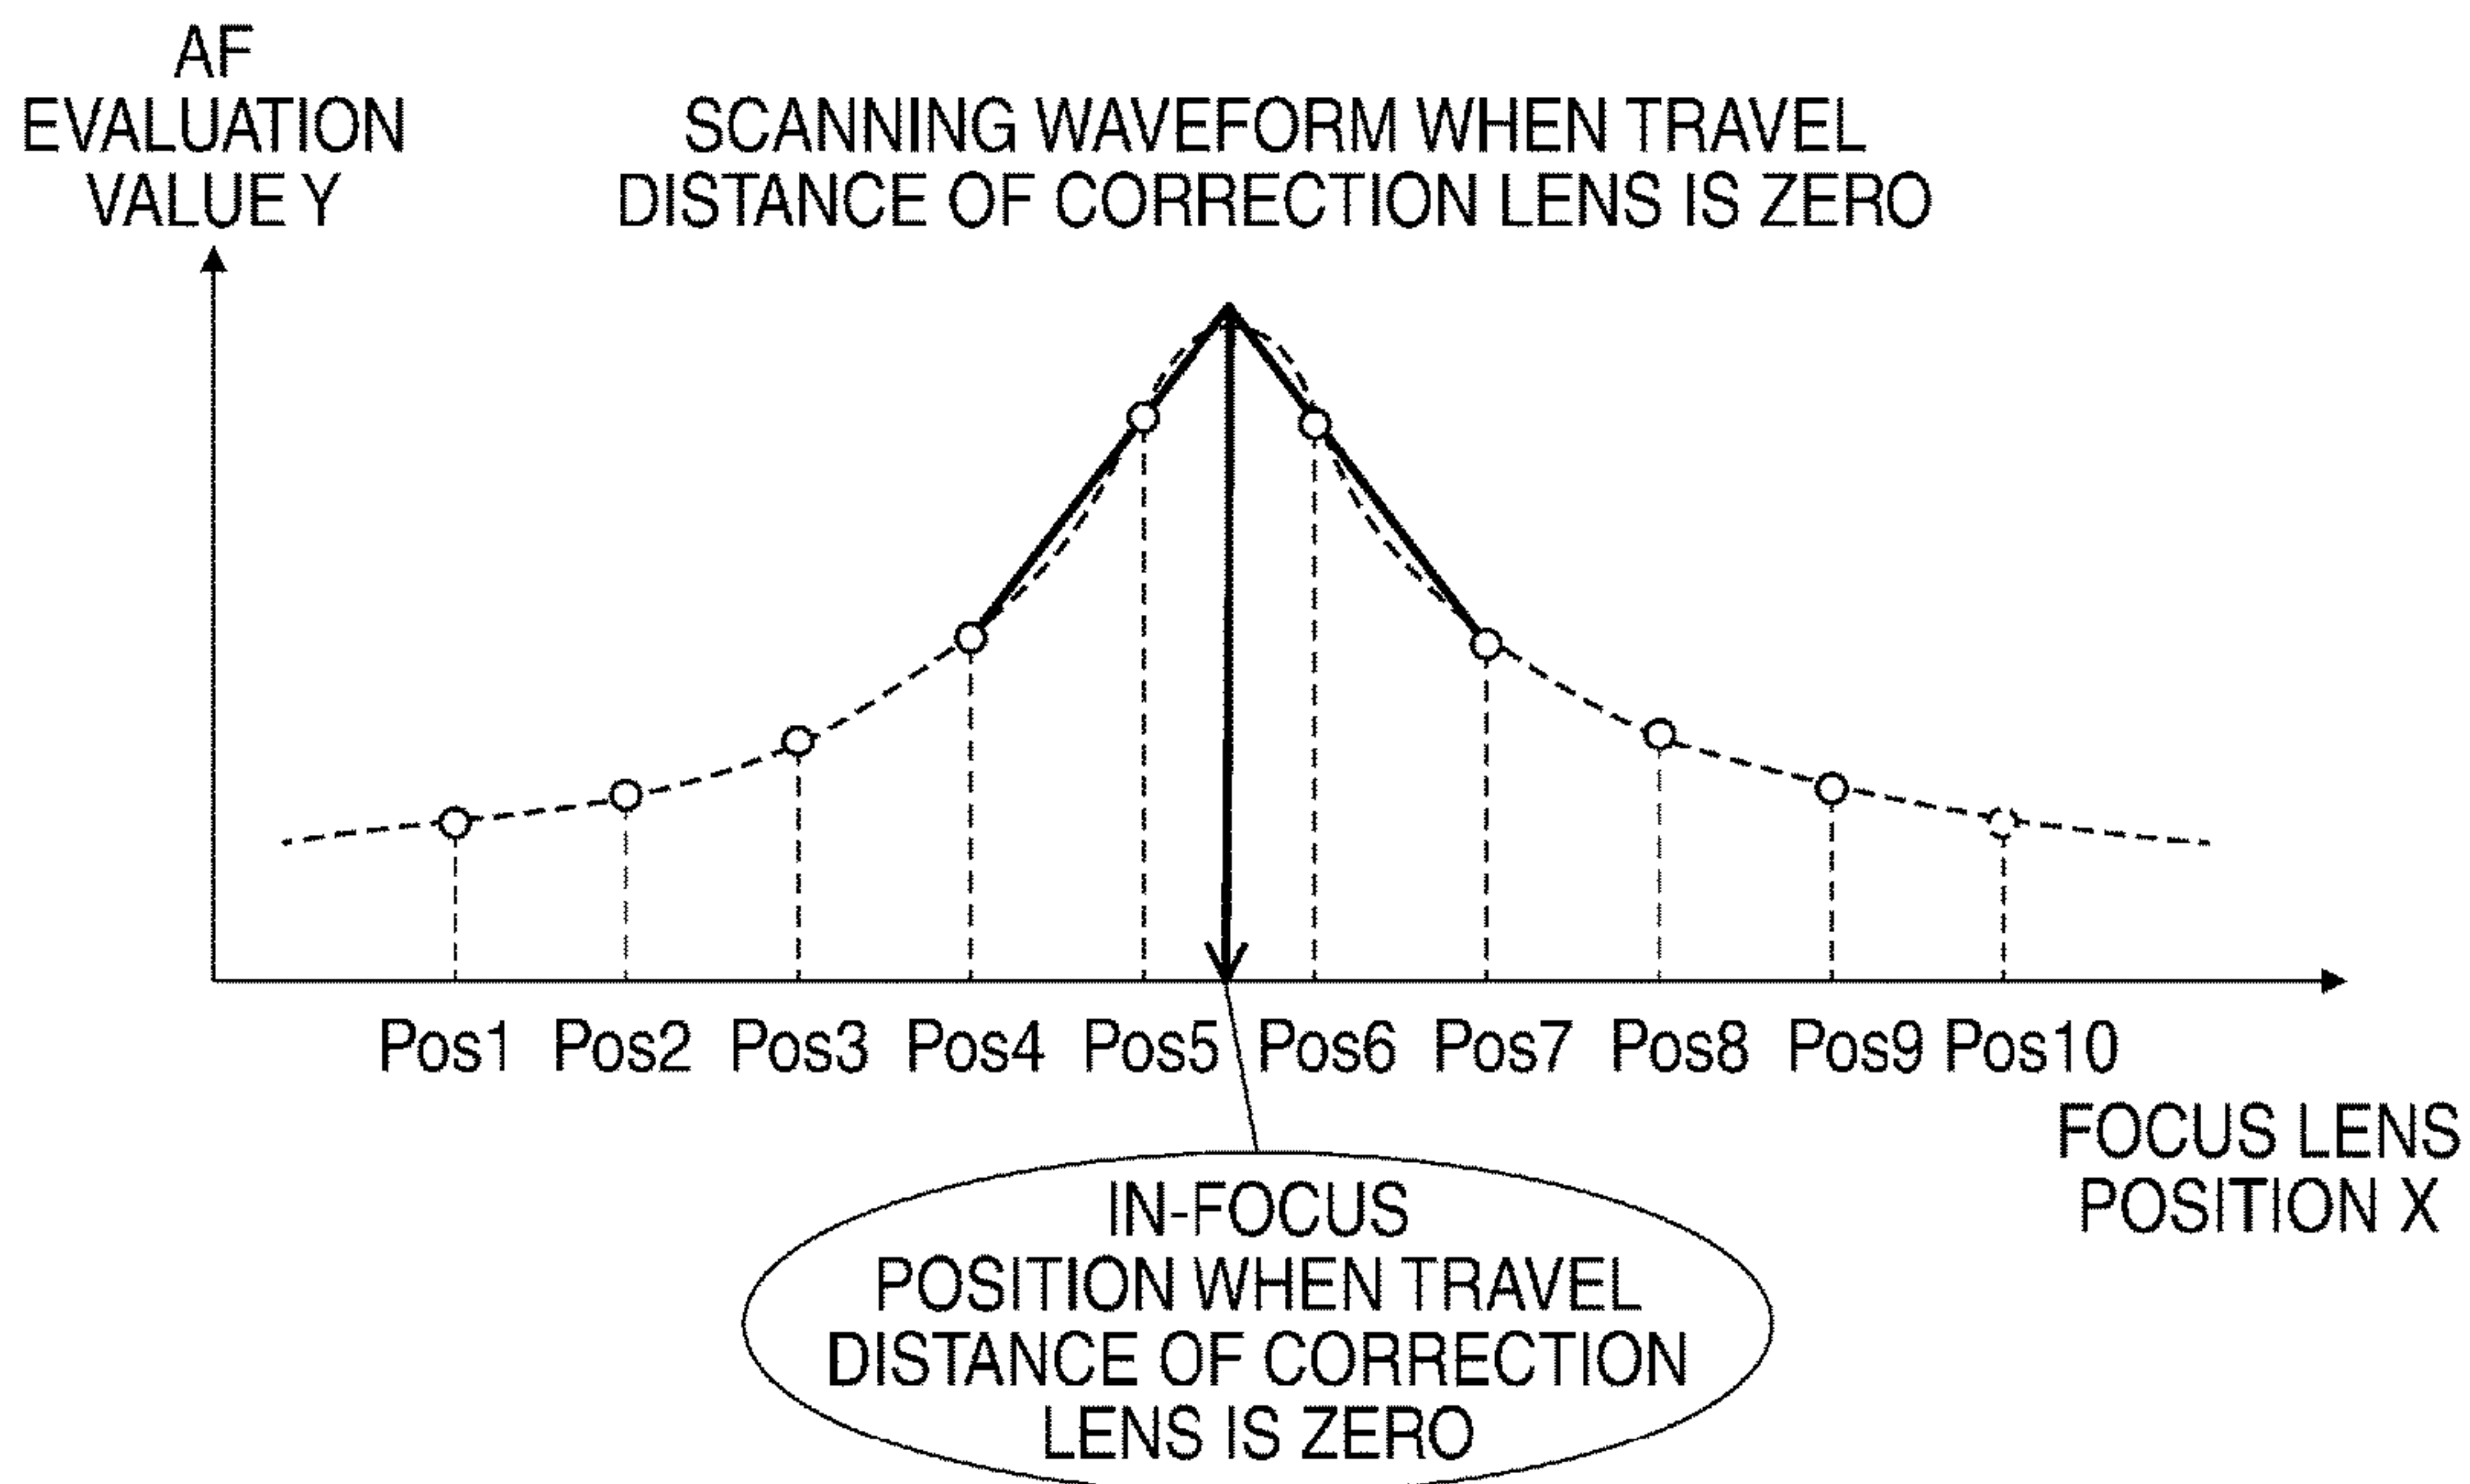 AF
EVALUATION
VALUE Y
SCANNING WAVEFORM WHEN TRAVEL
DISTANCE OF CORRECTION LENS IS ZERO
Pos1 Pos2 Pos3 Pos4 Pos5 Pos6 Pos7 Pos8 Pos9 Pos10
FOCUS LENS
POSITION X
IN-FOCUS
POSITION WHEN TRAVEL
DISTANCE OF CORRECTION
LENS IS ZERO